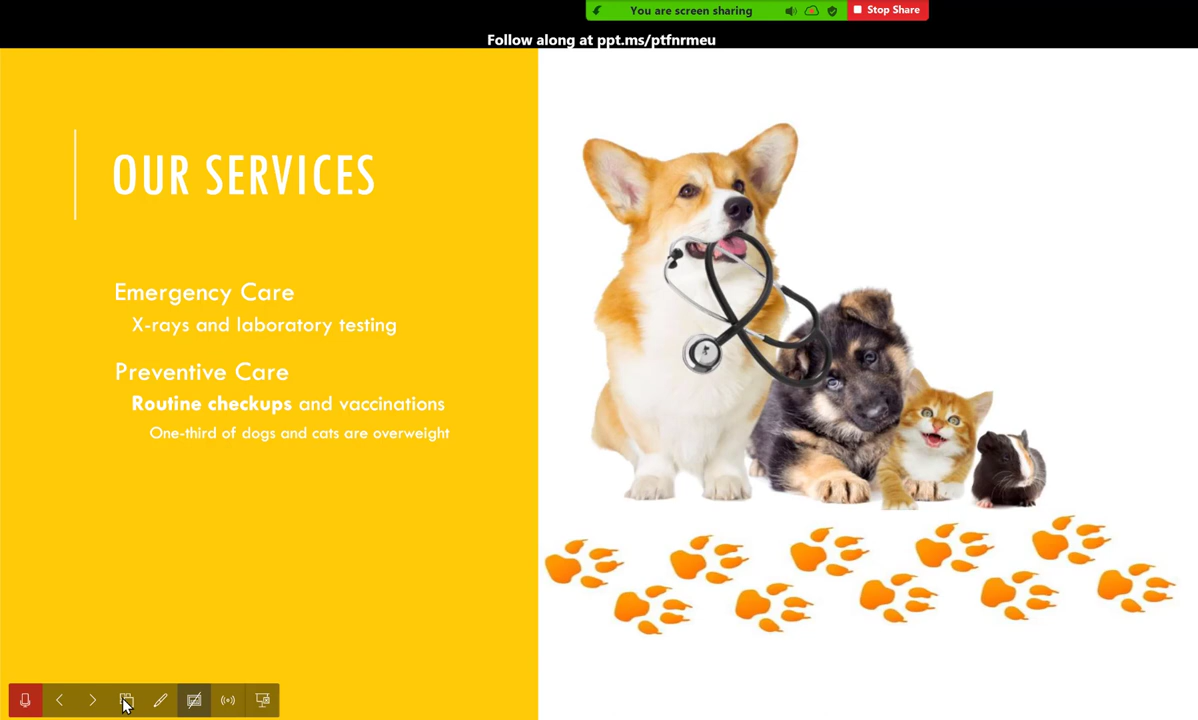 You are screen sharing
Stop Share
Follow along at ppt.ms/ptfnrmeu
OUR SERVICES
Emergency Care
X-rays and laboratory testing
Preventive Care
Routine checkups and vaccinations
One-third of dogs and cats are overweight